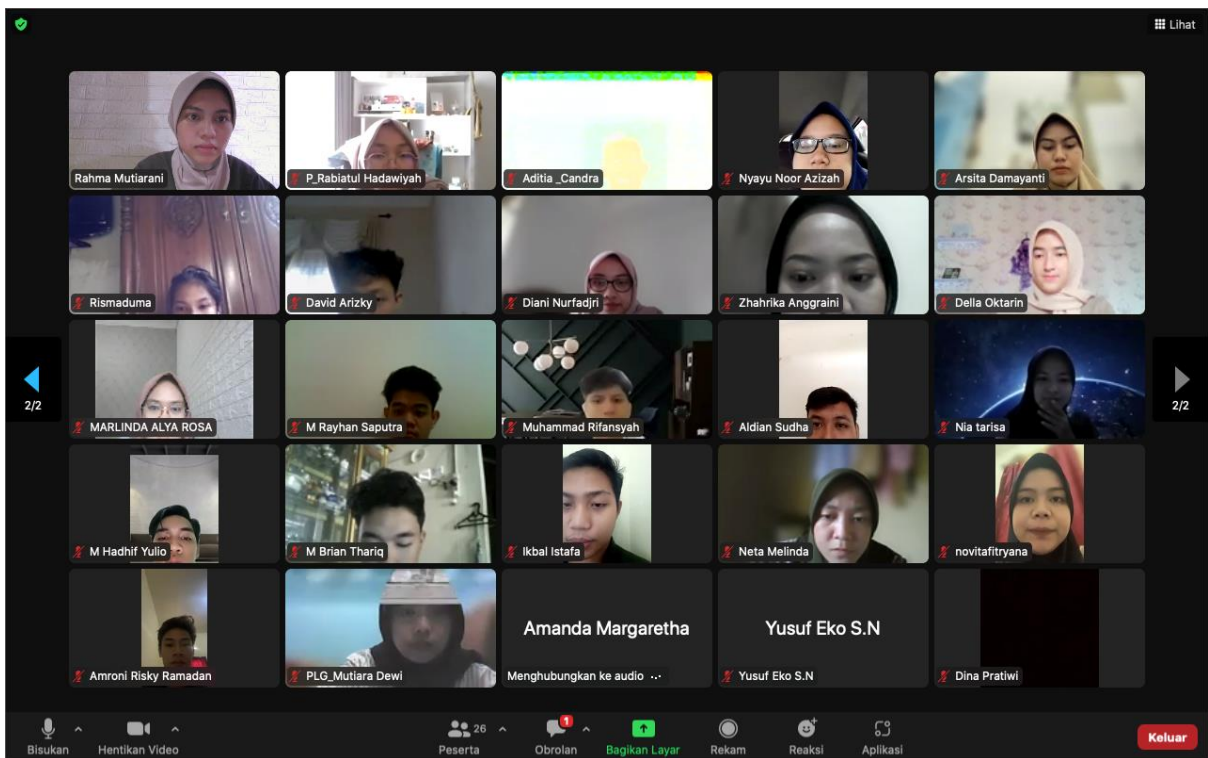 Lihat
Rahma Mutiarani
P_Rabiatul Hadawiyah
Aditia _Candra
Nyayu Noor Azizah
Arsita Damayanti
Rismaduma
David Arizky
Diani Nurfadjri
Zhahrika Anggraini
Della Oktarin
2/2
2/2
MARLINDA ALYA ROSA
M Rayhan Saputra
Muhammad Rifansyah
Aldian Sudha
Nia tarisa
M Hadhif Yulio
M Brian Thariq
Ikbal Istafa
Neta Melinda
novitafitryana
Amroni Risky Ramadan
PLG_Mutiara Dewi
Amanda Margaretha
Menghubungkan ke audio ...
Yusuf Eko S.N
Yusuf Eko S.N
Dina Pratiwi
Bisukan
Hentikan Video
26
Peserta
1
Obrolan
Bagikan Layar
Rekam
Reaksi
Aplikasi
Keluar